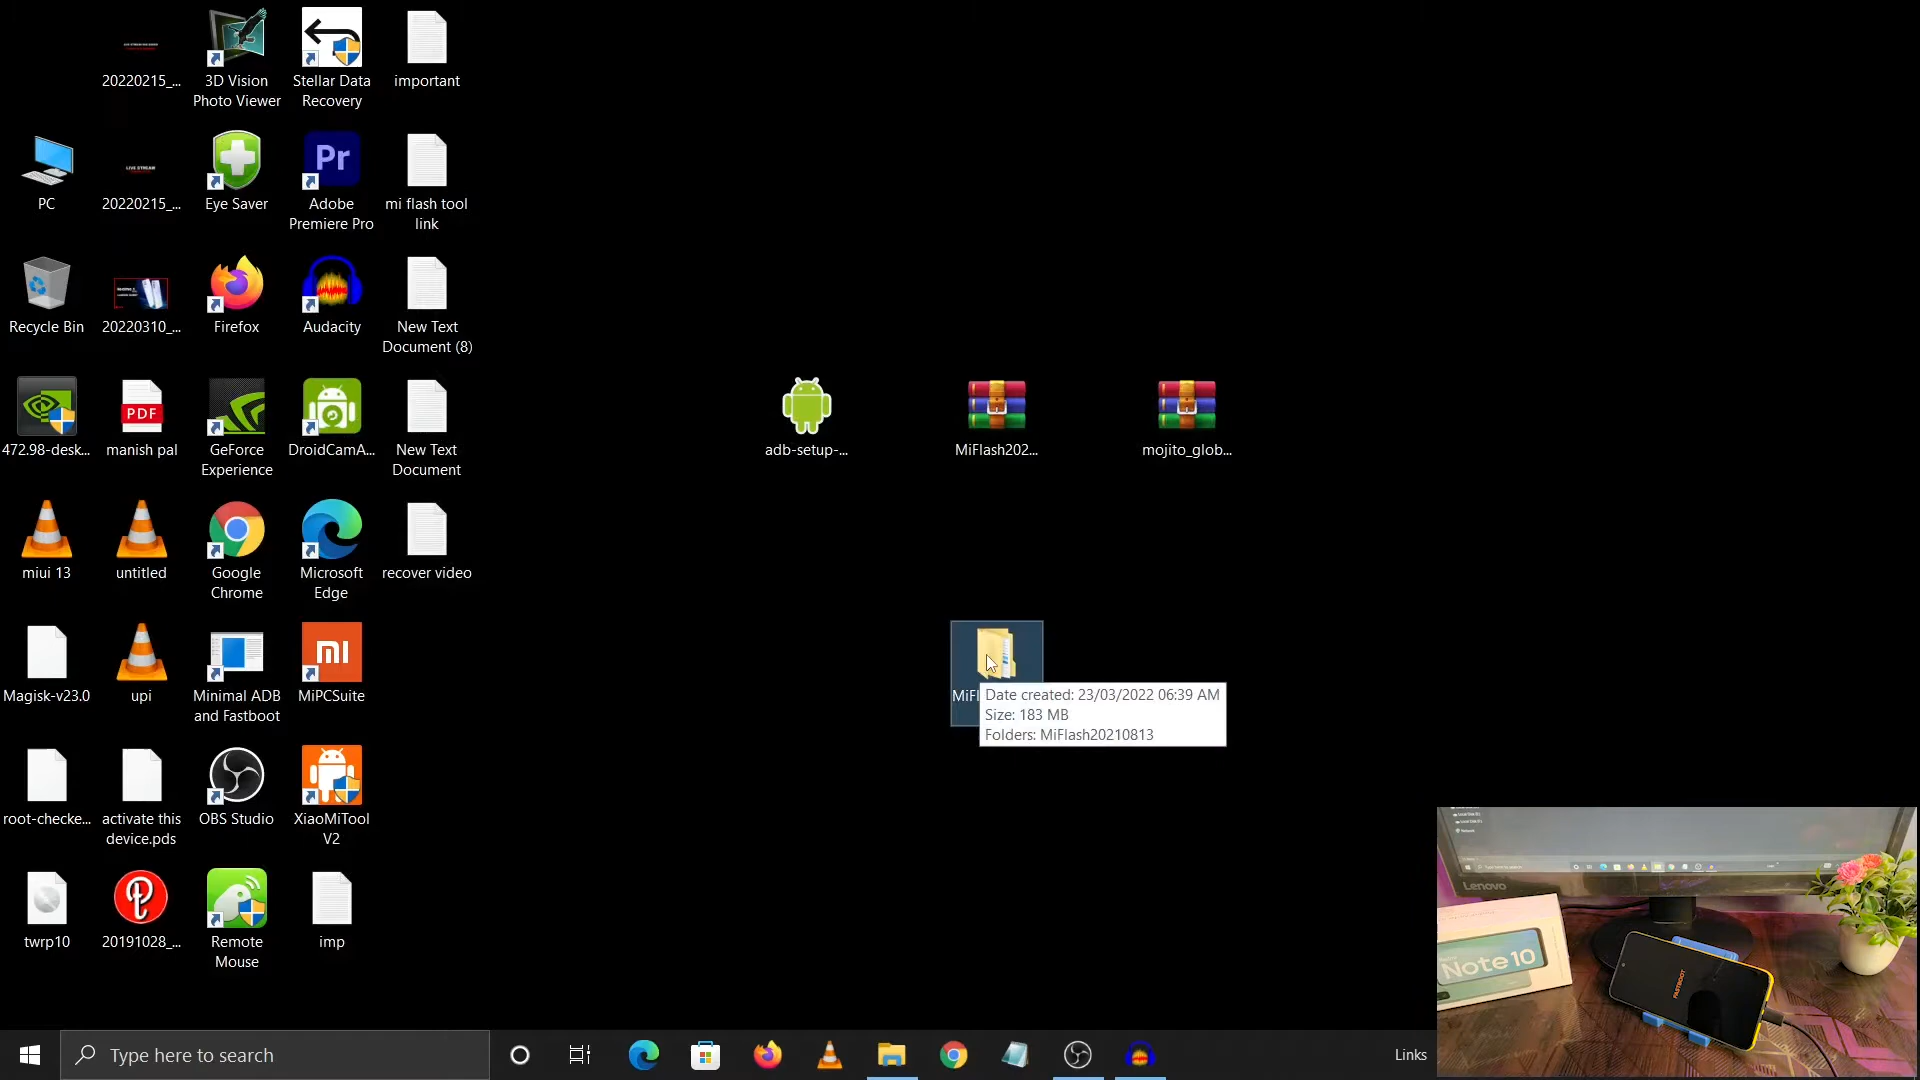 20220215_...
3D Vision
Photo Viewer
Stellar Data
Recovery
important
PC
20220215_...
Eye Saver
Pr
Adobe
Premiere Pro
mi flash tool
link
Recycle Bin
20220310_...
Firefox
Audacity
New Text
Document (8)
472.98-desk...
PDF
manish pal
GeForce
Experience
DroidCamA...
New Text
Document
adb-setup-...
MiFlash202...
mojito_glob...
miui 13
untitled
Google
Chrome
Microsoft
Edge
recover video
Magisk-v23.0
upi
Minimal ADB
and Fastboot
MiPCSuite
MiFl
Date created: 23/03/2022 06:39 AM
Size: 183 MB
Folders: MiFlash20210813
root-checke...
activate this
device.pds
OBS Studio
XiaoMiTool
V2
twrp10
20191028_...
Remote
Mouse
imp
Lenovo
Note 10
FASTBOOT
Type here to search
Links